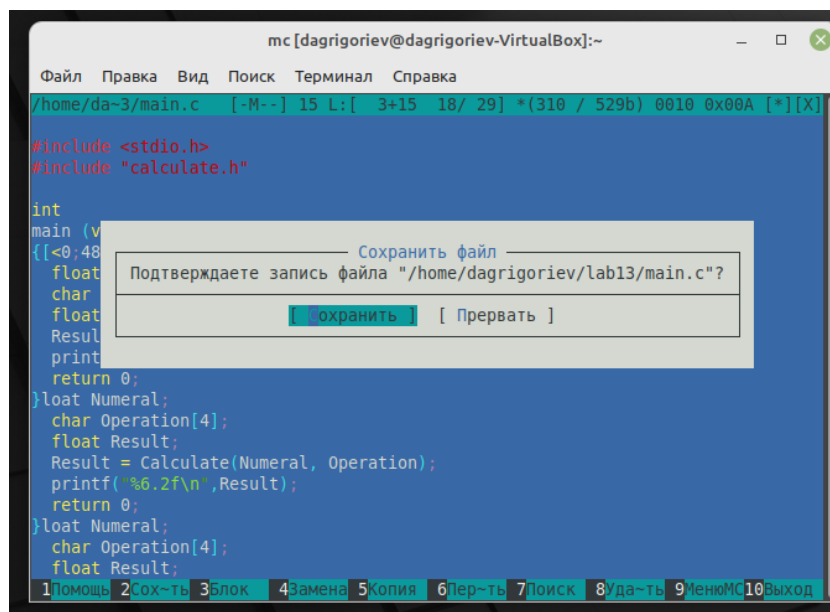 mc [dagrigoriev@dagrigoriev-VirtualBox]:~
Файл Правка Вид Поиск Терминал Справка
/home/da~3/main.c [-M--] 15 L:[ 3+15 18/ 29] *(310 / 529b) 0010 0x00A [*][X]
#include <stdio.h>
#include "calculate.h"
int
main (v
{[<0;48
float
char
float
Resul
print
Сохранить файл
Подтверждаете запись файла "/home/dagrigoriev/lab13/main.c"?
[ Сохранить ] [ Прервать ]
return 0;
}loat Numeral;
char Operation[4];
float Result;
Result = Calculate(Numeral, Operation);
printf("%6.2f\n",Result);
return 0;
}loat Numeral;
char Operation[4];
float Result;
1Помощь 2Сох~ть 3Блок 4Замена 5Копия 6Пер~ть 7Поиск 8Уда~ть 9МенюMC 10Выход